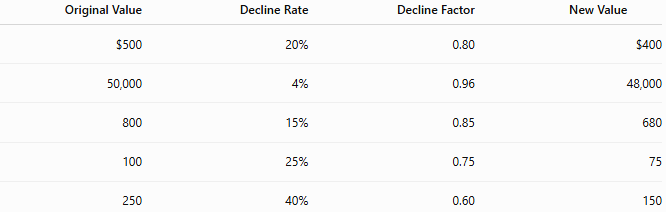 Original Value Decline Rate Decline Factor New Value
$500 20% 0.80 $400
50,000 4% 0.96 48,000
800 15% 0.85 680
100 25% 0.75 75
250 40% 0.60 150